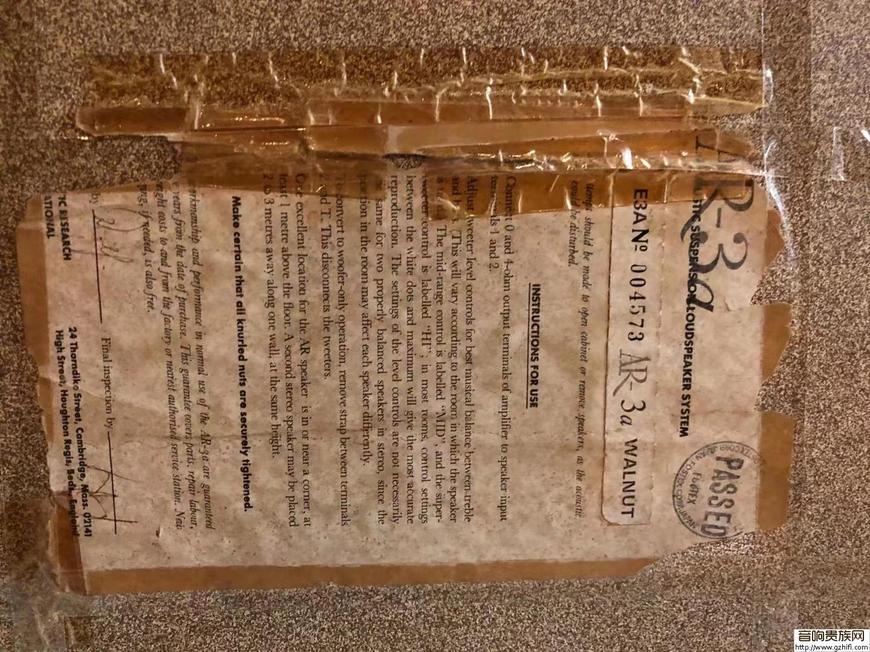 AR-3a
ACOUSTIC SUSPENSION LOUDSPEAKER SYSTEM
PASSED
E3A Nº 004573 AR-3a WALNUT
should be made to open cabinet or remove speakers, as the acoustic
could be disturbed.
INSTRUCTIONS FOR USE
Connect 0 and 4-ohm output terminals of amplifier to speaker input
terminals 1 and 2.
Adjust tweeter level controls for best musical balance between treble
and bass. (This will vary according to the room in which the speaker
is used. The mid-range control is labelled "MID" and the super-
tweeter control is labelled "HI"; in most rooms, control settings
between the white dots and maximum will give the most accurate
reproduction. The settings of the level controls are not necessarily
the same for two properly balanced speakers in stereo, since the
position in the room may affect each speaker differently.
To convert to woofer-only operation, remove strap between terminals
2 and T. This disconnects the tweeters.
One excellent location for the AR speaker is in or near a corner, at
least 1 metre above the floor. A second stereo speaker may be placed
2 to 3 metres away along one wall, at the same height.
Make certain that all knurled nuts are securely tightened.
workmanship and performance in normal use of the AR-3a are guaranteed
years from the date of purchase. This guarantee covers parts, repair labour,
freight costs to and from the factory or nearest authorised service station. New
if needed, is also free.
by
Final inspection by
RESEARCH
24 Thorndike Street, Cambridge, Mass. 02141
High Street, Houghton Regis, Beds., England
音响贵族网
http://www.gzhifi.com